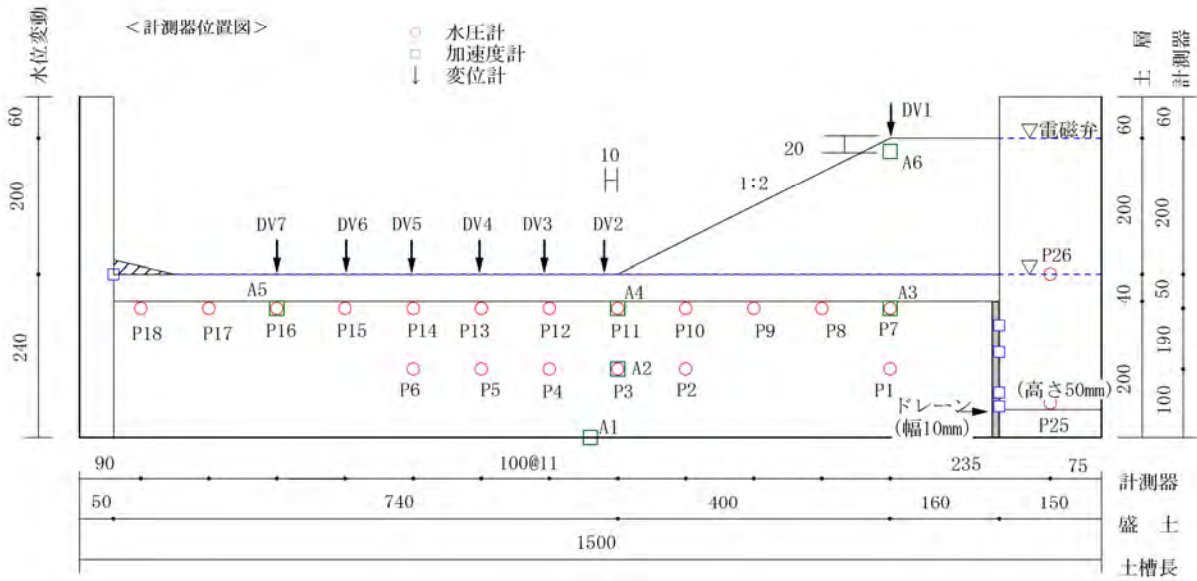 ＜計測器位置図＞
○ 水圧計
□ 加速度計
↓ 変位計
水位変動
土層
計測器
60
200
240
DV1
▽電磁弁
60
60
20
A6
10
1:2
200
200
DV7
DV6
DV5
DV4
DV3
DV2
▽
P26
A5
A4
A3
40
50
P18
P17
P16
P15
P14
P13
P12
P11
P10
P9
P8
P7
190
A2
P6
P5
P4
P3
P2
P1
(高さ50mm)
200
100
ドレーン
(幅10mm)
P25
A1
90
100@11
235
75
計測器
50
740
400
160
150
盛土
1500
土槽長